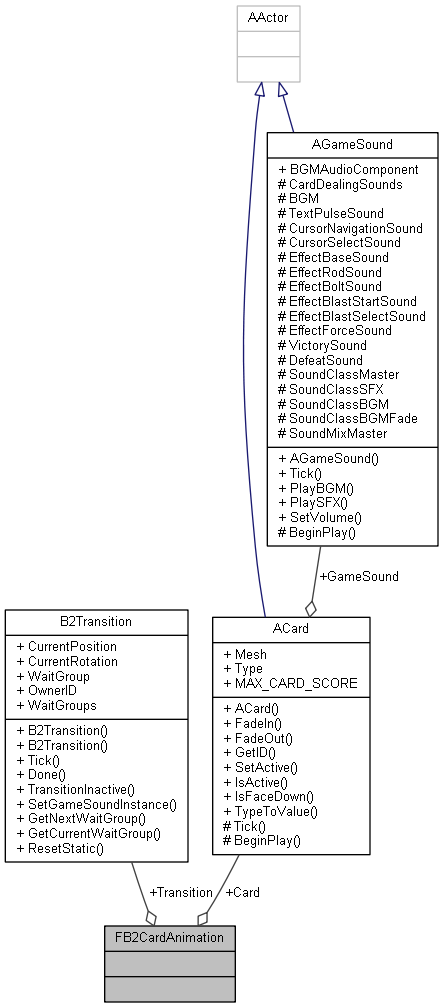 AActor
AGameSound
+ BGMAudioComponent
# CardDealingSounds
# BGM
# TextPulseSound
# CursorNavigationSound
# CursorSelectSound
# EffectBaseSound
# EffectRodSound
# EffectBoltSound
# EffectBlastStartSound
# EffectBlastSelectSound
# EffectForceSound
# VictorySound
# DefeatSound
# SoundClassMaster
# SoundClassSFX
# SoundClassBGM
# SoundClassBGMFade
# SoundMixMaster
+ AGameSound()
+ Tick()
+ PlayBGM()
+ PlaySFX()
+ SetVolume()
# BeginPlay()
+GameSound
B2Transition
+ CurrentPosition
+ CurrentRotation
+ WaitGroup
+ OwnerID
+ WaitGroups
+ B2Transition()
+ B2Transition()
+ Tick()
+ Done()
+ TransitionInactive()
+ SetGameSoundInstance()
+ GetNextWaitGroup()
+ GetCurrentWaitGroup()
+ ResetStatic()
ACard
+ Mesh
+ Type
+ MAX_CARD_SCORE
+ ACard()
+ FadeIn()
+ FadeOut()
+ GetID()
+ SetActive()
+ IsActive()
+ IsFaceDown()
+ TypeToValue()
# Tick()
# BeginPlay()
+Transition
+Card
FB2CardAnimation